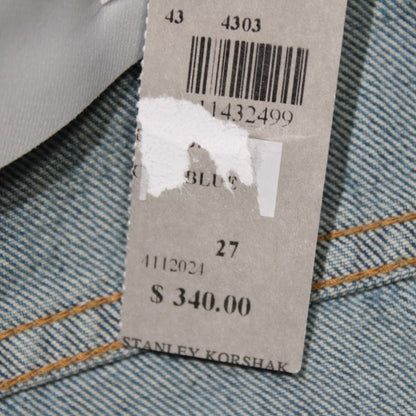 43 4303
11432499
BLUE
27
4112024
$ 340.00
STANLEY KORSHAK